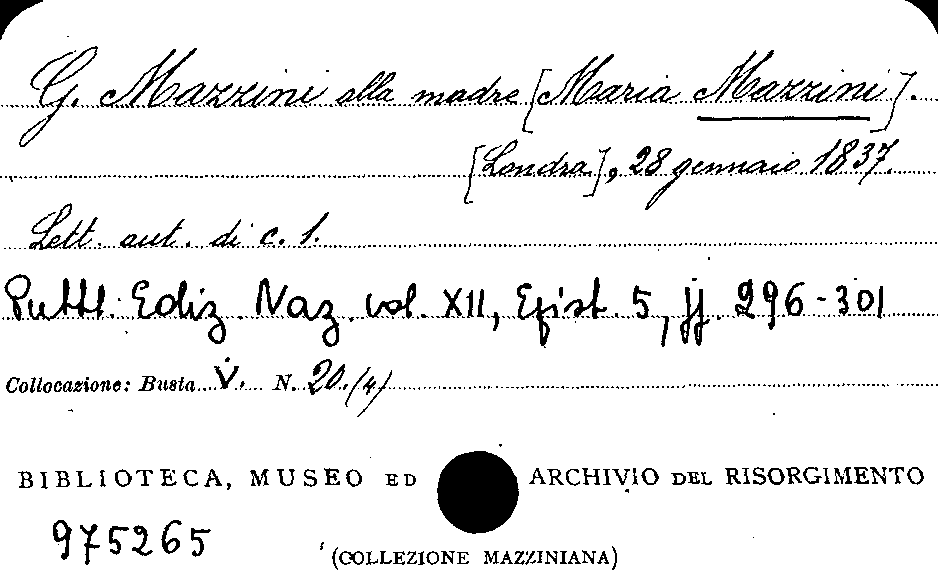 G. Mazzini alla madre [Maria Mazzini].
[Londra], 28 gennaio 1837.
Lett. aut. di c. 1.
Pubbl. Ediz. Naz. vol. XII, Epist. 5, pp. 296-301
Collocazione: Busta V. N. 20.(4)
BIBLIOTECA, MUSEO ED ARCHIVIO DEL RISORGIMENTO
975265
(COLLEZIONE MAZZINIANA)